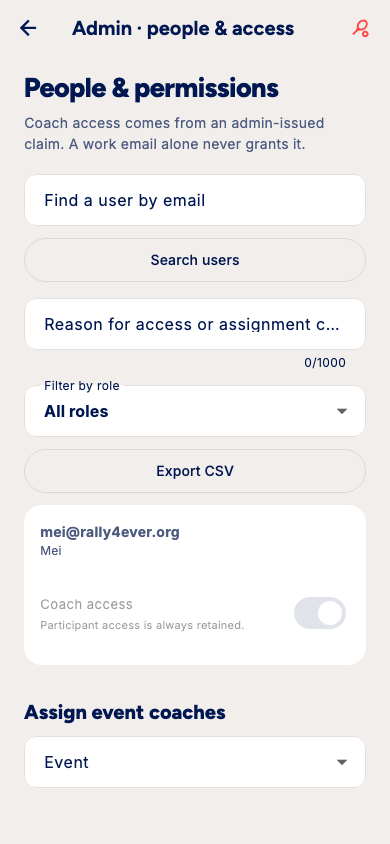 Admin · people & access
People & permissions
Coach access comes from an admin-issued
claim. A work email alone never grants it.
Find a user by email
Search users
Reason for access or assignment c...
0/1000
Filter by role
All roles
Export CSV
mei@rally4ever.org
Mei
Coach access
Participant access is always retained.
Assign event coaches
Event